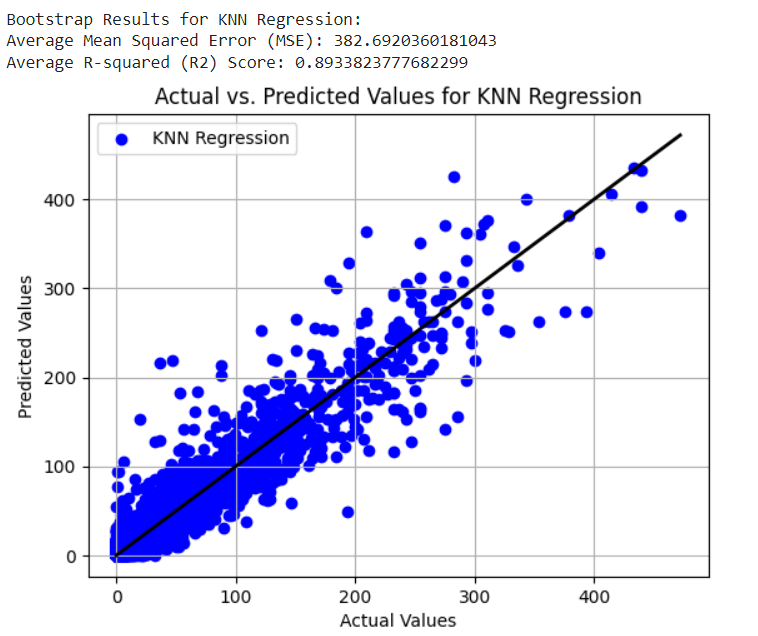 Bootstrap Results for KNN Regression:
Average Mean Squared Error (MSE): 382.6920360181043
Average R-squared (R2) Score: 0.8933823777682299
Actual vs. Predicted Values for KNN Regression
KNN Regression
400
300
200
100
0
Predicted Values
0 100 200 300 400
Actual Values